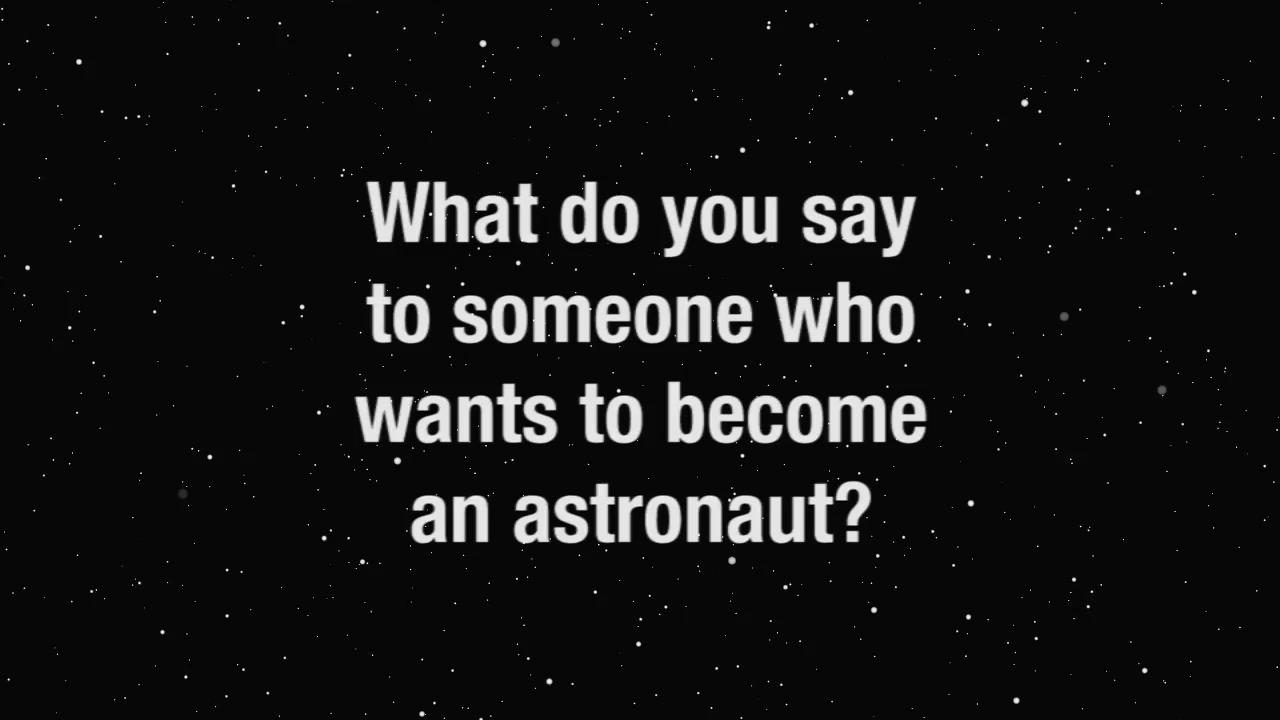 What do you say
to someone who
wants to become
an astronaut?